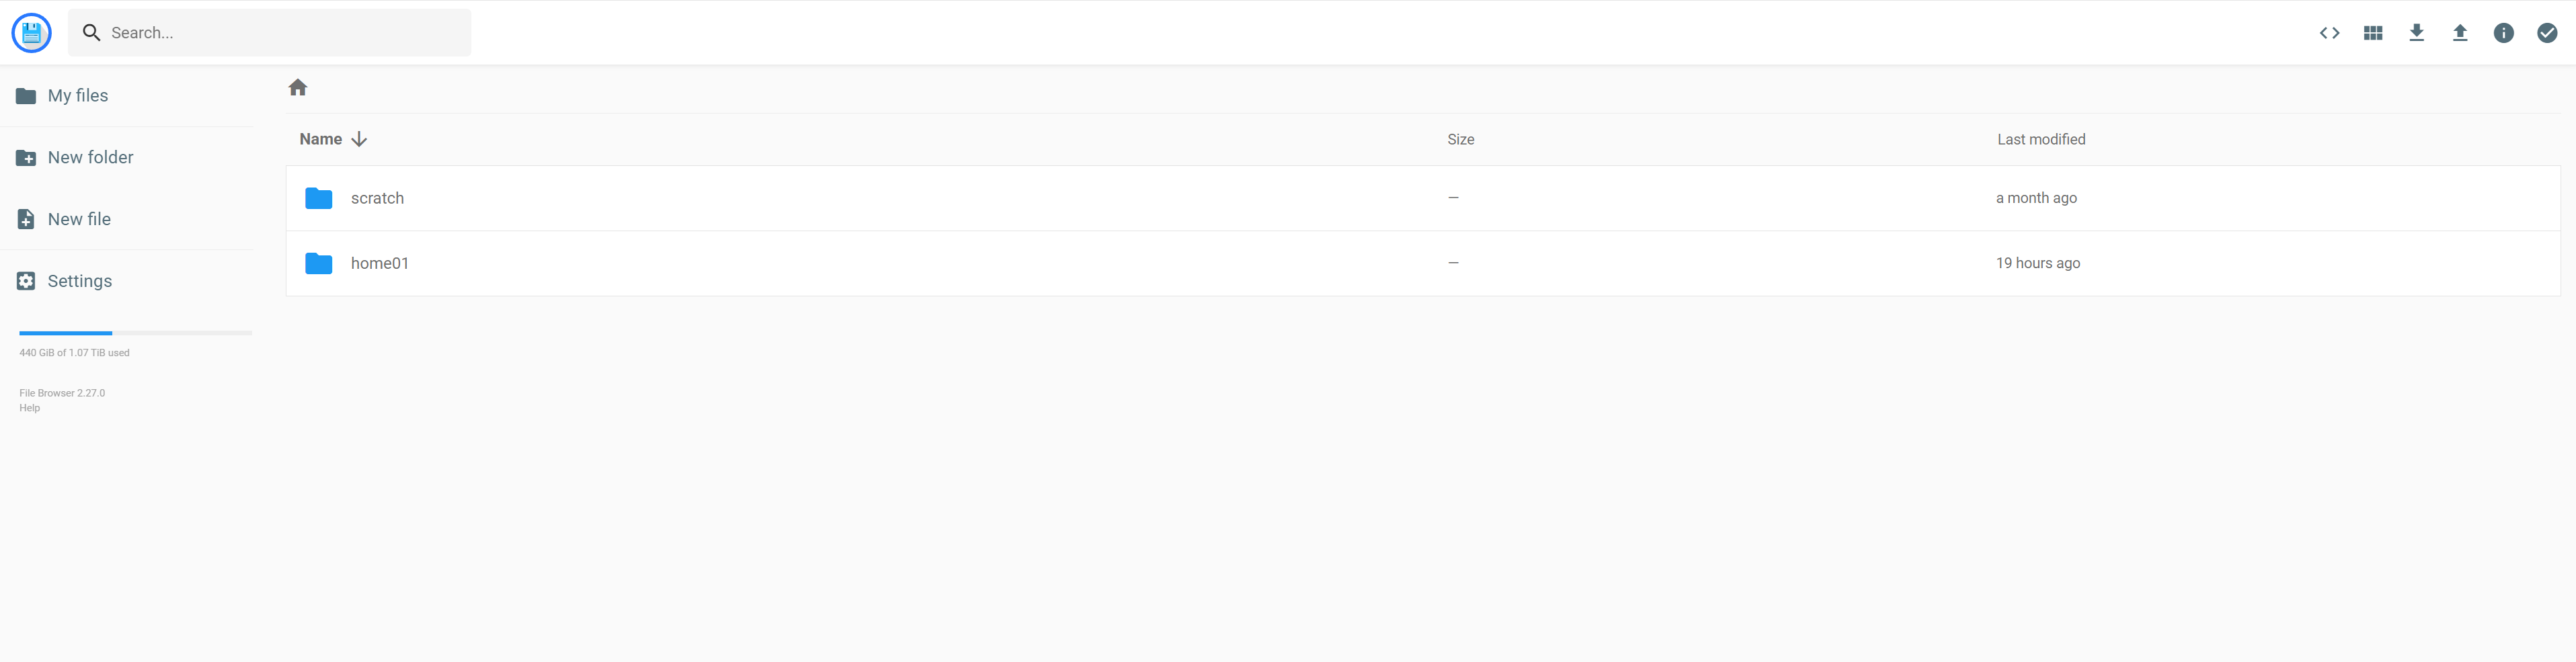 Search...
My files
New folder
New file
Settings
440 GiB of 1.07 TiB used
File Browser 2.27.0
Help
Name Size Last modified
scratch — a month ago
home01 — 19 hours ago